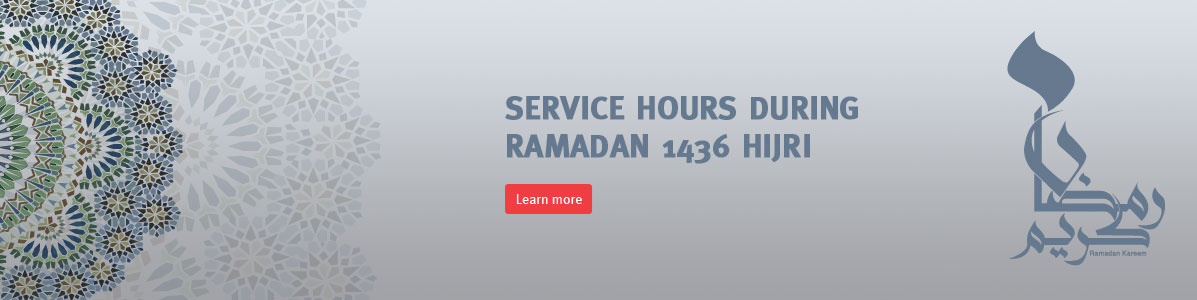 SERVICE HOURS DURING
RAMADAN 1436 HIJRI
Learn more
رمضان
كريم
Ramadan Kareem